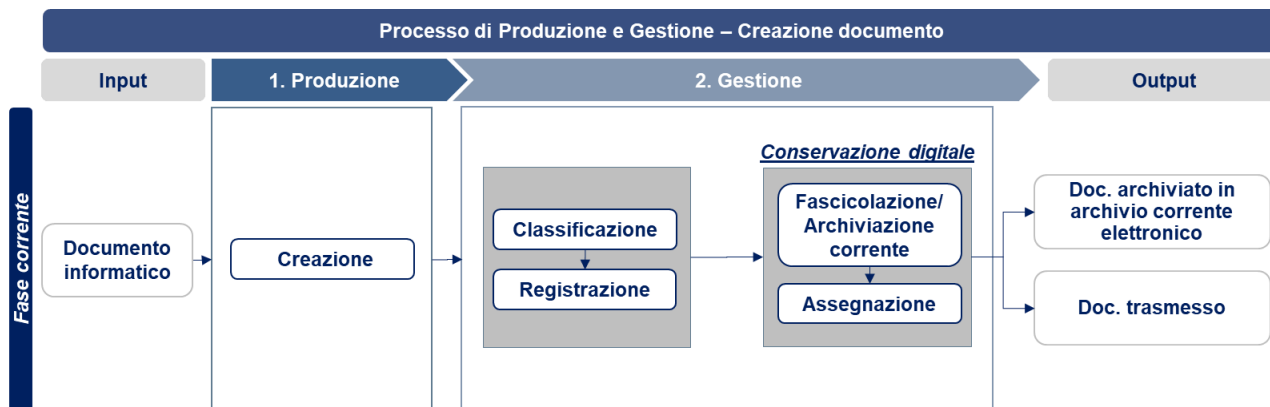 Processo di Produzione e Gestione – Creazione documento
Input
1. Produzione
2. Gestione
Output
Fase corrente
Documento
informatico
Creazione
Classificazione
Registrazione
Conservazione digitale
Fascicolazione/
Archiviazione
corrente
Assegnazione
Doc. archiviato in
archivio corrente
elettronico
Doc. trasmesso